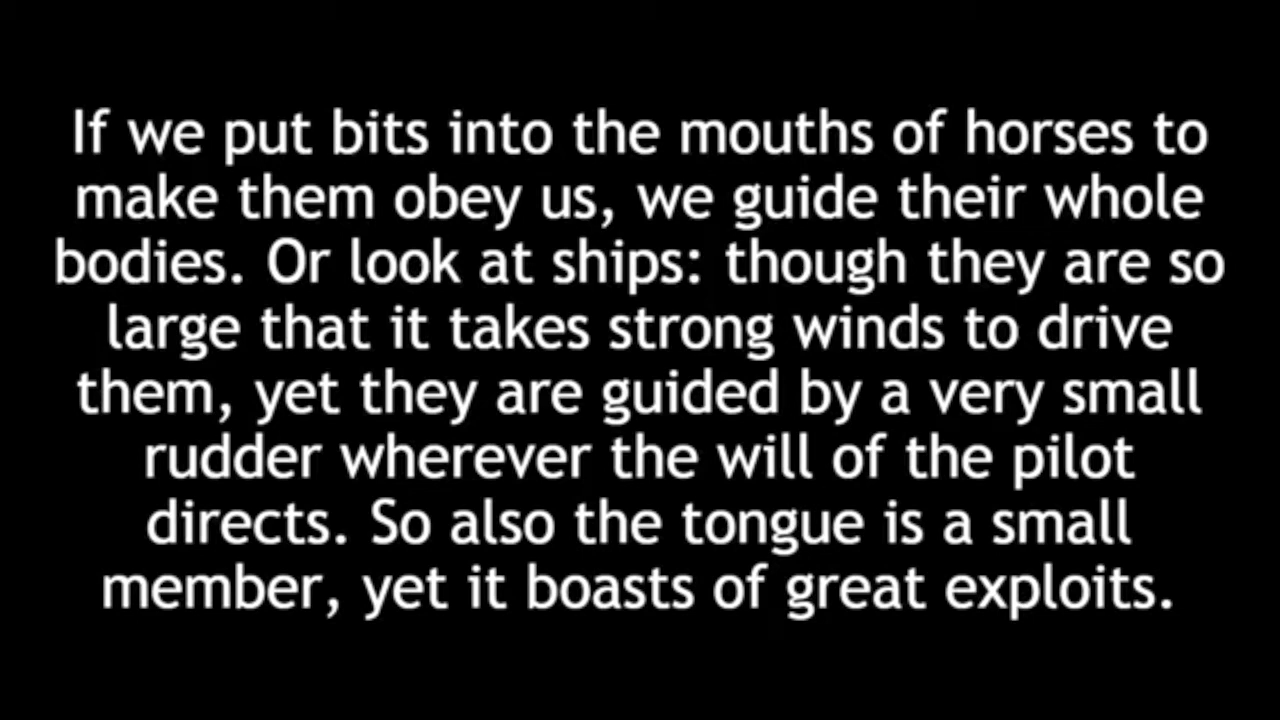 If we put bits into the mouths of horses to
make them obey us, we guide their whole
bodies. Or look at ships: though they are so
large that it takes strong winds to drive
them, yet they are guided by a very small
rudder wherever the will of the pilot
directs. So also the tongue is a small
member, yet it boasts of great exploits.